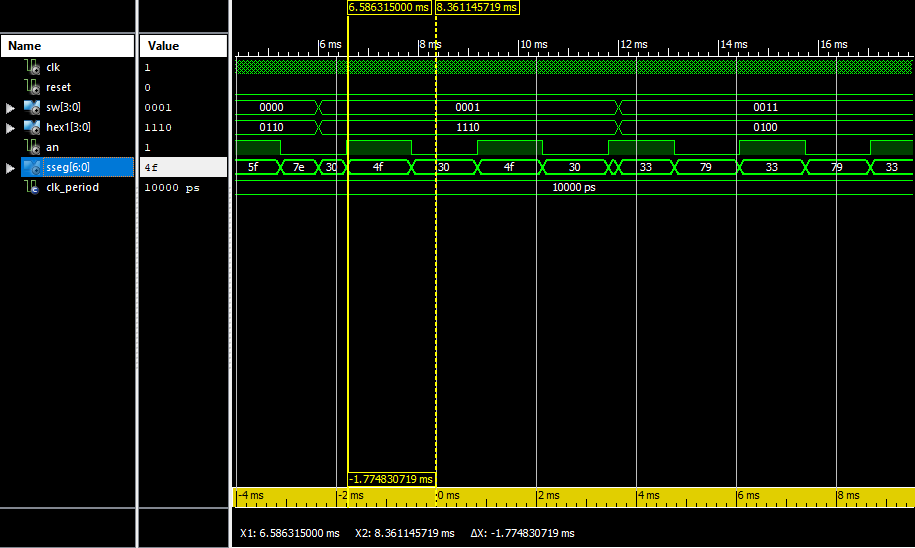 6.586315000 ms 8.361145719 ms
Name Value
6 ms 8 ms 10 ms 12 ms 14 ms 16 ms
clk 1
reset 0
sw[3:0] 0001 0000 0001 0011
hex1[3:0] 1110 0110 1110 0100
an 1
sseg[6:0] 4f 5f 7e 30 4f 30 4f 30 33 79 33 79 33
clk_period 10000 ps 10000 ps
-1.774830719 ms
-4 ms -2 ms 0 ms 2 ms 4 ms 6 ms 8 ms
X1: 6.586315000 ms X2: 8.361145719 ms ΔX: -1.774830719 ms